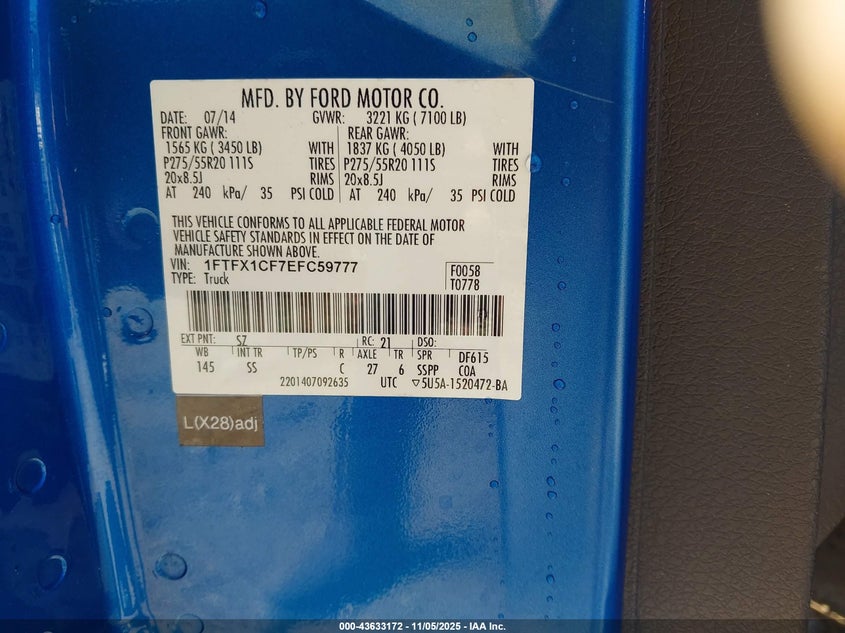 MFD. BY FORD MOTOR CO.
DATE: 07/14 GVWR: 3221 KG ( 7100 LB)
FRONT GAWR: REAR GAWR:
1565 KG ( 3450 LB) WITH 1837 KG ( 4050 LB) WITH
P275/55R20 111S TIRES P275/55R20 111S TIRES
20x8.5J RIMS 20x8.5J RIMS
AT 240 kPa/ 35 PSI COLD AT 240 kPa/ 35 PSI COLD
THIS VEHICLE CONFORMS TO ALL APPLICABLE FEDERAL MOTOR
VEHICLE SAFETY STANDARDS IN EFFECT ON THE DATE OF
MANUFACTURE SHOWN ABOVE.
VIN: 1FTFX1CF7EFC59777 F0058
TYPE: Truck T0778
EXT PNT: SZ RC: 21 DSO:
WB INT TR TP/PS R AXLE TR SPR DF615
145 SS C 27 6 SSPP COA
2201407092635 UTC ▽5U5A-1520472-BA
L(X28)adj
000-43633172 - 11/05/2025 - IAA Inc.